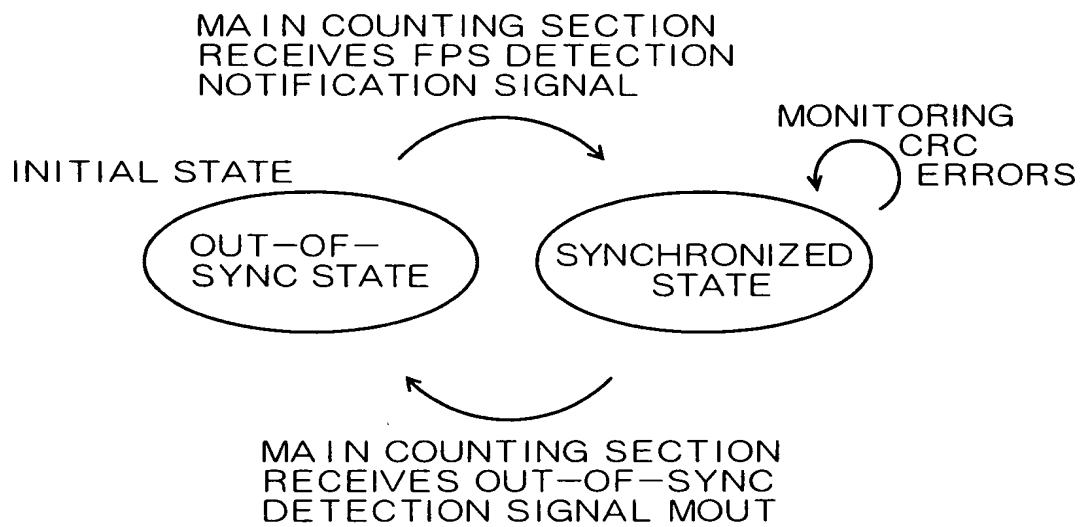 MAIN COUNTING SECTION
RECEIVES FPS DETECTION
NOTIFICATION SIGNAL
MONITORING
CRC
ERRORS
INITIAL STATE
OUT-OF-
SYNC STATE
SYNCHRONIZED
STATE
MAIN COUNTING SECTION
RECEIVES OUT-OF-SYNC
DETECTION SIGNAL MOUT